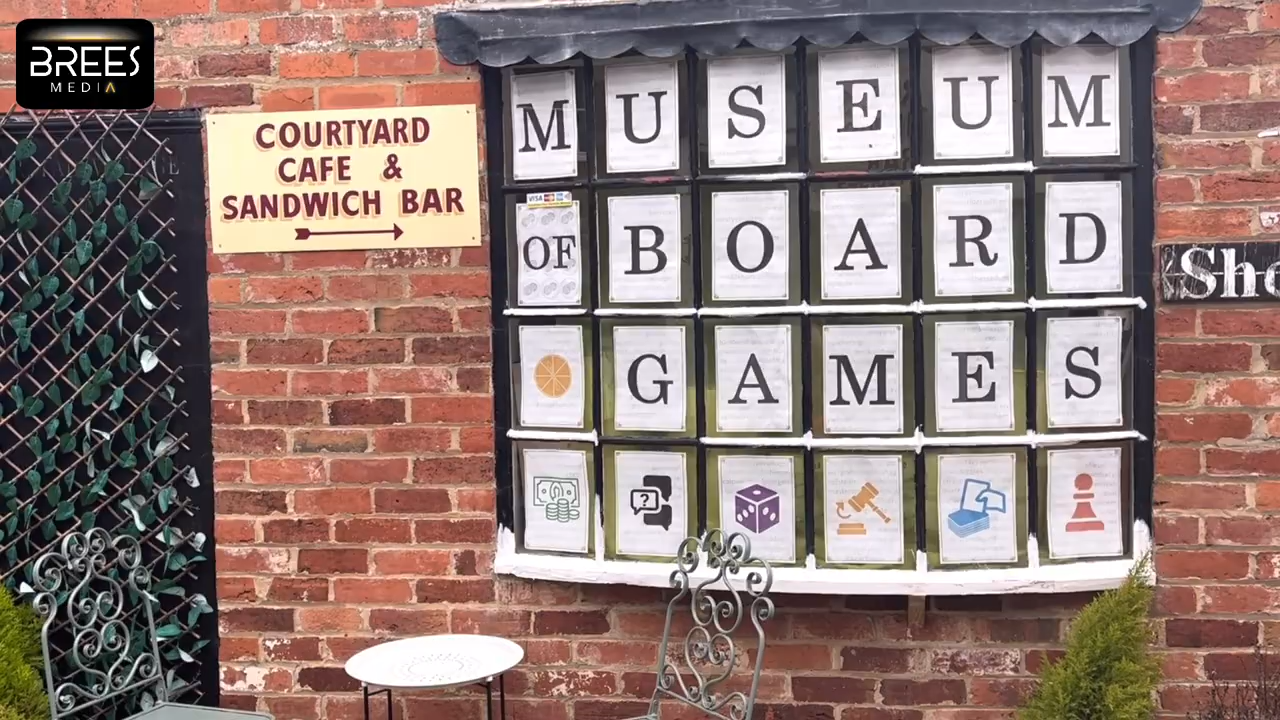 BREES
MEDIA
COURTYARD
CAFE &
SANDWICH BAR
MUSEUM
VISA
OF BOARD
GAMES
?